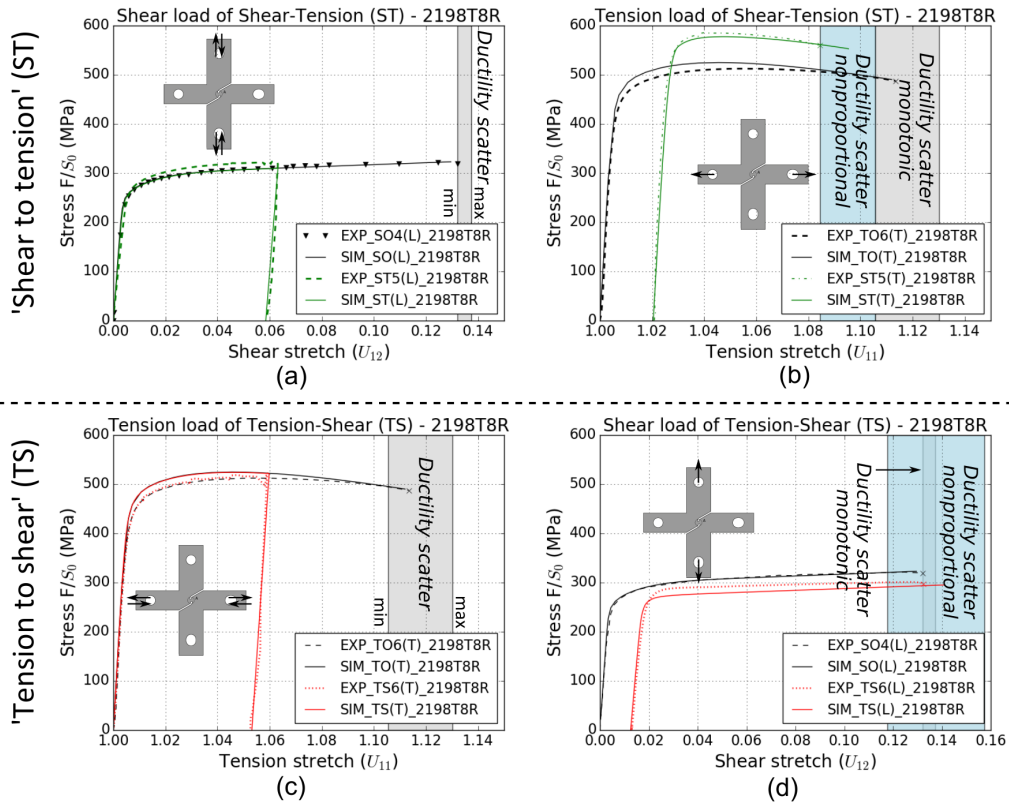 'Shear to tension' (ST)
Shear load of Shear-Tension (ST) - 2198T8R
Stress F/S₀ (MPa)
600
500
400
300
200
100
0
Ductility scatter
min
max
EXP_SO4(L)_2198T8R
SIM_SO(L)_2198T8R
EXP_ST5(L)_2198T8R
SIM_ST(L)_2198T8R
0.00
0.02
0.04
0.06
0.08
0.10
0.12
0.14
Shear stretch (U₁₂)
(a)
Tension load of Shear-Tension (ST) - 2198T8R
Stress F/S₀ (MPa)
600
500
400
300
200
100
0
Ductility scatter
nonproportional
Ductility scatter
monotonic
EXP_TO6(T)_2198T8R
SIM_TO(T)_2198T8R
EXP_ST5(T)_2198T8R
SIM_ST(T)_2198T8R
1.00
1.02
1.04
1.06
1.08
1.10
1.12
1.14
Tension stretch (U₁₁)
(b)
'Tension to shear' (TS)
Tension load of Tension-Shear (TS) - 2198T8R
Stress F/S₀ (MPa)
600
500
400
300
200
100
0
Ductility scatter
min
max
EXP_TO6(T)_2198T8R
SIM_TO(T)_2198T8R
EXP_TS6(T)_2198T8R
SIM_TS(T)_2198T8R
1.00
1.02
1.04
1.06
1.08
1.10
1.12
1.14
Tension stretch (U₁₁)
(c)
Shear load of Tension-Shear (TS) - 2198T8R
Stress F/S₀ (MPa)
600
500
400
300
200
100
0
Ductility scatter
monotonic
Ductility scatter
nonproportional
EXP_SO4(L)_2198T8R
SIM_SO(L)_2198T8R
EXP_TS6(L)_2198T8R
SIM_TS(L)_2198T8R
0.00
0.02
0.04
0.06
0.08
0.10
0.12
0.14
0.16
Shear stretch (U₁₂)
(d)